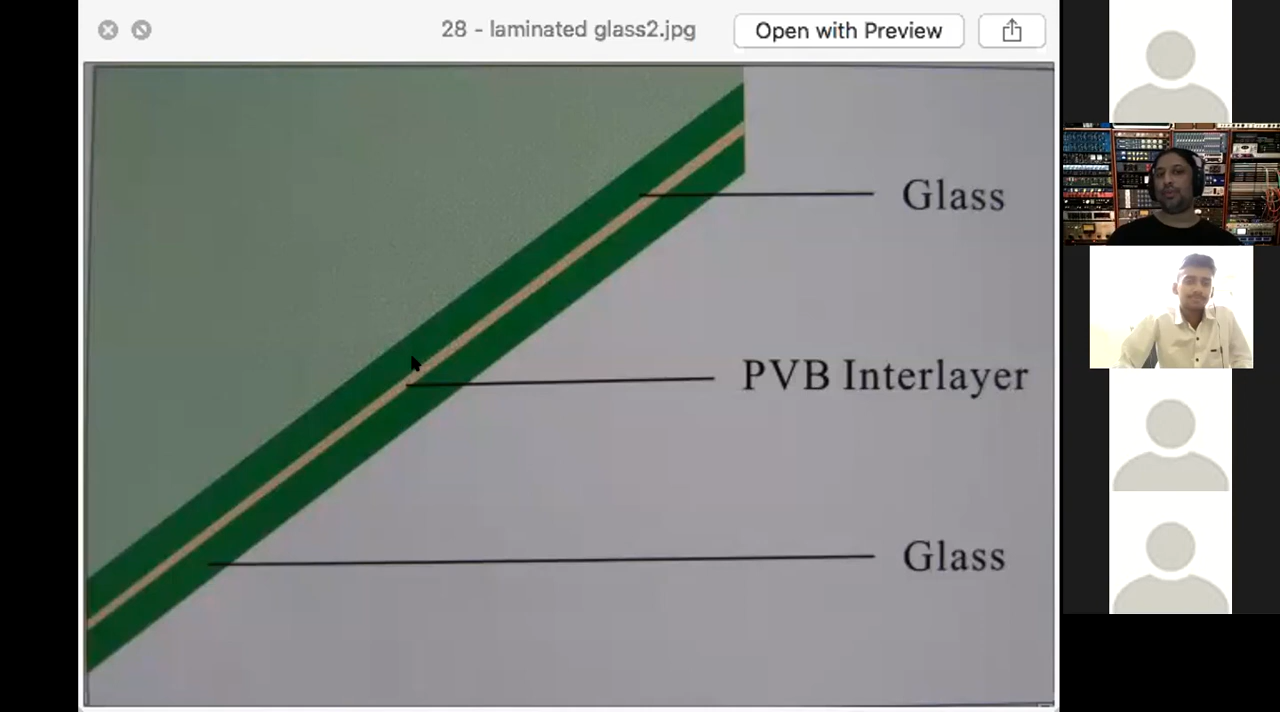 28 - laminated glass2.jpg
Open with Preview
Glass
PVB Interlayer
Glass